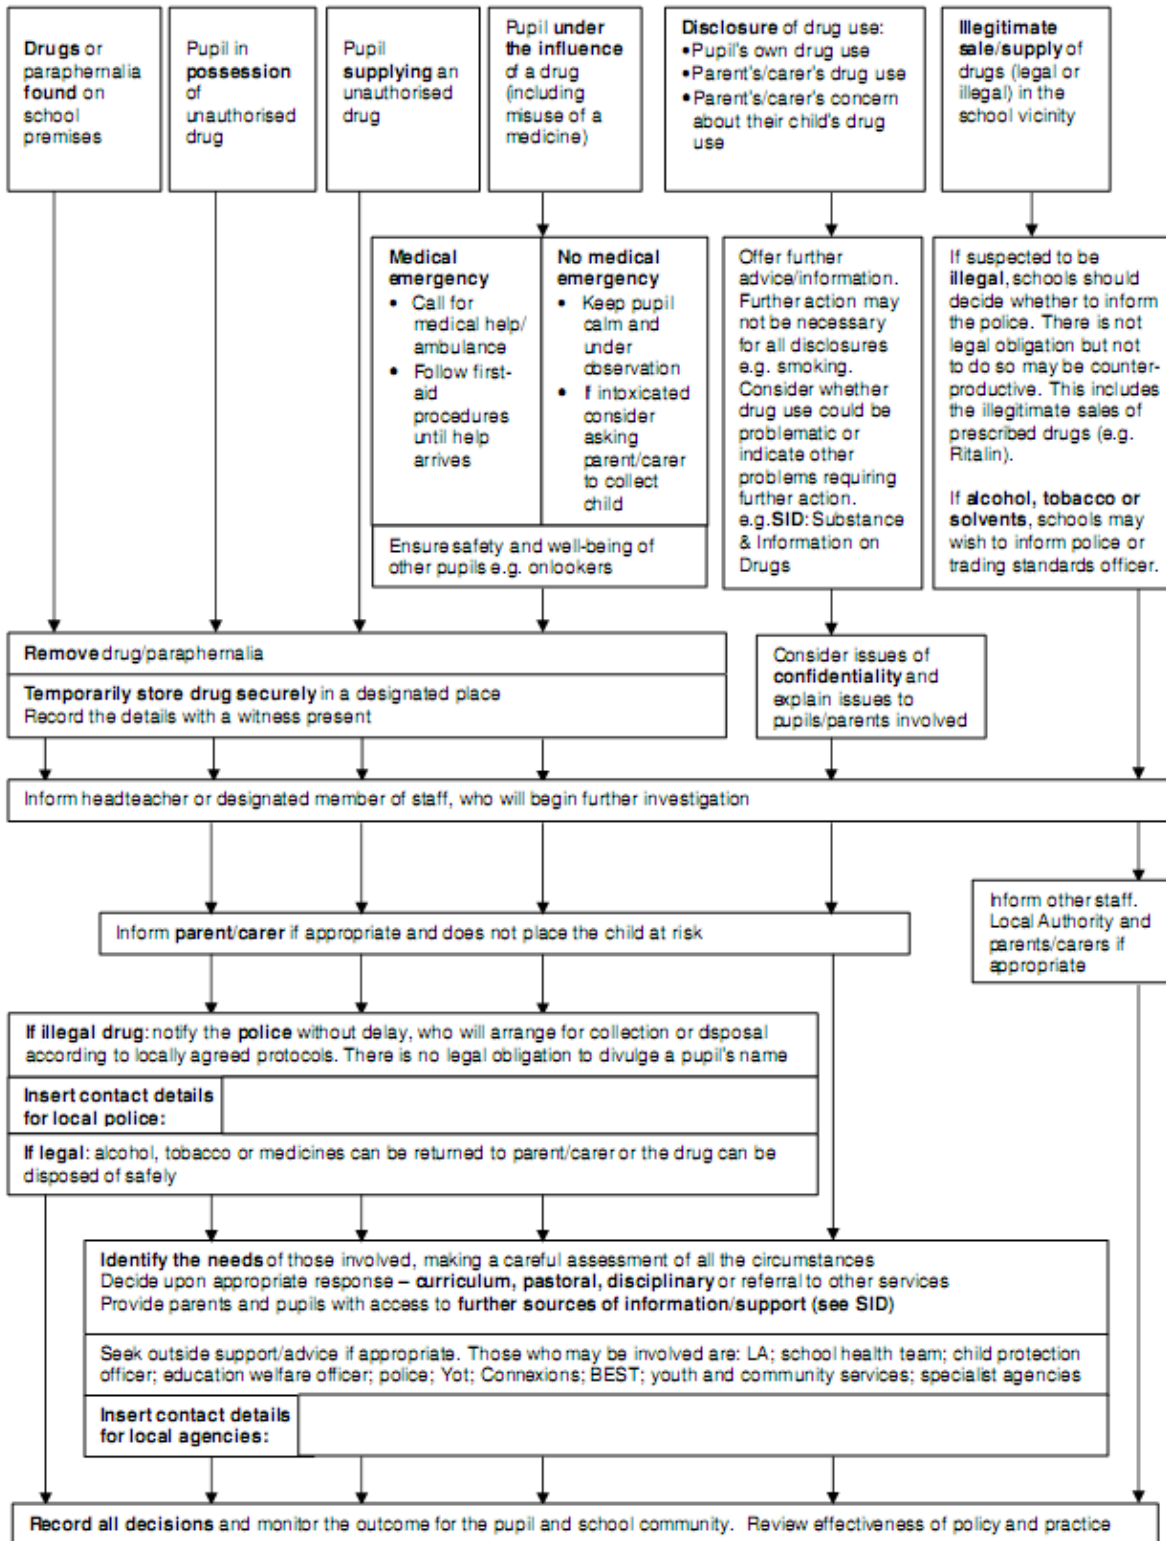 Drugs or
paraphernalia
found on
school
premises
Pupil in
possession
of
unauthorised
drug
Pupil
supplying an
unauthorised
drug
Pupil under
the influence
of a drug
(including
misuse of a
medicine)
Disclosure of drug use:
•Pupil's own drug use
•Parent's/carer's drug use
•Parent's/carer's concern
about their child's drug
use
Illegitimate
sale/supply of
drugs (legal or
illegal) in the
school vicinity
Medical
emergency
• Call for
medical help/
ambulance
• Follow first-
aid
procedures
until help
arrives
No medical
emergency
• Keep pupil
calm and
under
observation
• If intoxicated
consider
asking
parent/carer
to collect
child
Ensure safety and well-being of
other pupils e.g. onlookers
Offer further
advice/information.
Further action may
not be necessary
for all disclosures
e.g. smoking.
Consider whether
drug use could be
problematic or
indicate other
problems requiring
further action.
e.g.SID: Substance
& Information on
Drugs
If suspected to be
illegal, schools should
decide whether to inform
the police. There is not
legal obligation but not
to do so may be counter-
productive. This includes
the illegitimate sales of
prescribed drugs (e.g.
Ritalin).
If alcohol, tobacco or
solvents, schools may
wish to inform police or
trading standards officer.
Remove drug/paraphernalia
Temporarily store drug securely in a designated place
Record the details with a witness present
Consider issues of
confidentiality and
explain issues to
pupils/parents involved
Inform headteacher or designated member of staff, who will begin further investigation
Inform other staff.
Local Authority and
parents/carers if
appropriate
Inform parent/carer if appropriate and does not place the child at risk
If illegal drug: notify the police without delay, who will arrange for collection or disposal
according to locally agreed protocols. There is no legal obligation to divulge a pupil's name
Insert contact details
for local police:
If legal: alcohol, tobacco or medicines can be returned to parent/carer or the drug can be
disposed of safely
Identify the needs of those involved, making a careful assessment of all the circumstances
Decide upon appropriate response – curriculum, pastoral, disciplinary or referral to other services
Provide parents and pupils with access to further sources of information/support (see SID)
Seek outside support/advice if appropriate. Those who may be involved are: LA; school health team; child protection
officer; education welfare officer; police; Yot; Connexions; BEST; youth and community services; specialist agencies
Insert contact details
for local agencies:
Record all decisions and monitor the outcome for the pupil and school community. Review effectiveness of policy and practice